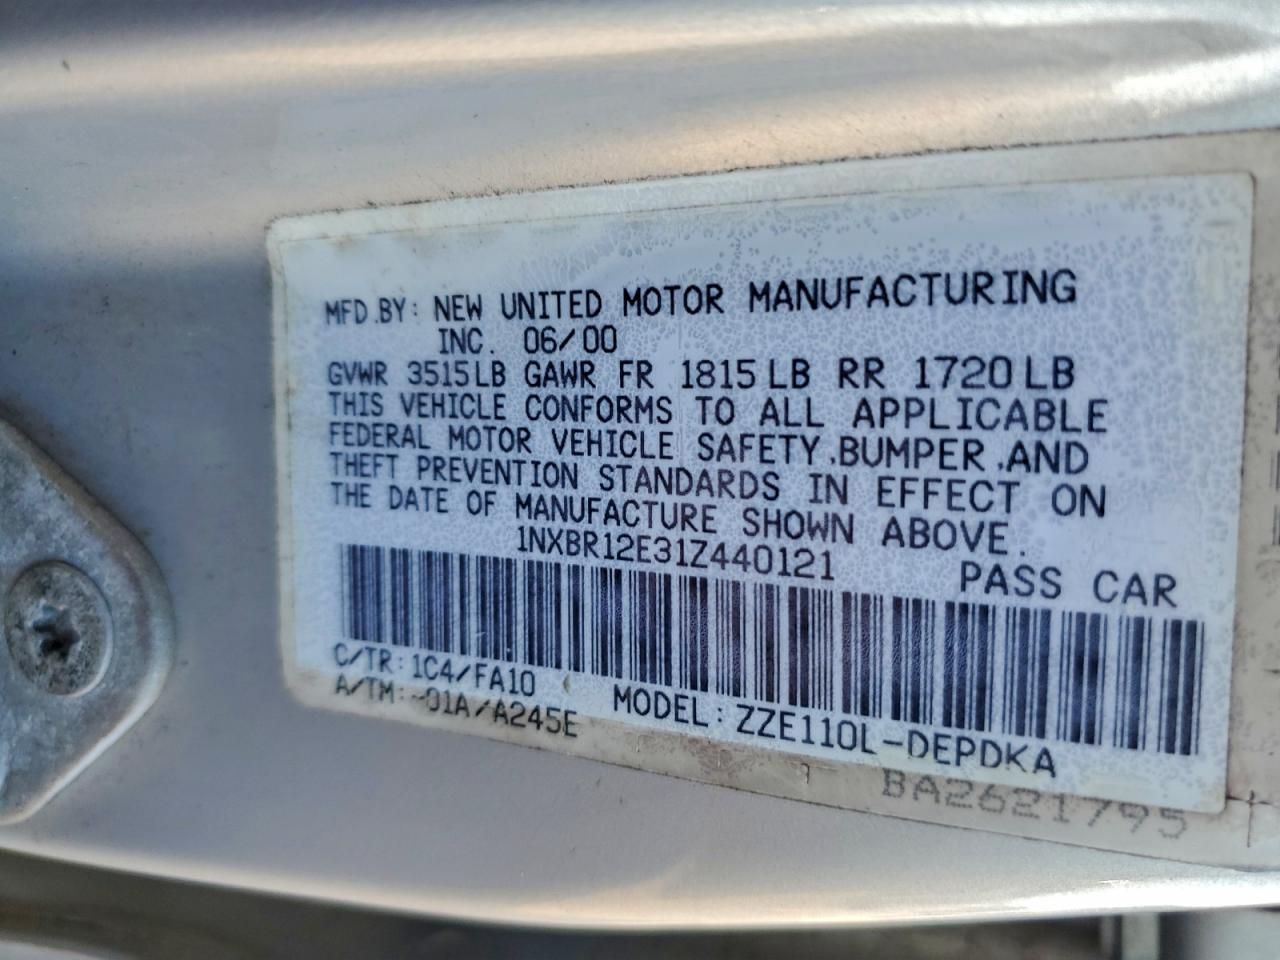 MFD.BY: NEW UNITED MOTOR MANUFACTURING
INC. 06/00
GVWR 3515LB GAWR FR 1815LB RR 1720LB
THIS VEHICLE CONFORMS TO ALL APPLICABLE
FEDERAL MOTOR VEHICLE SAFETY,BUMPER,AND
THEFT PREVENTION STANDARDS IN EFFECT ON
THE DATE OF MANUFACTURE SHOWN ABOVE.
1NXBR12E31Z440121
PASS CAR
C/TR:1C4/FA10
A/TM:-01A/A245E
MODEL:ZZE110L-DEPDKA
BA2621795